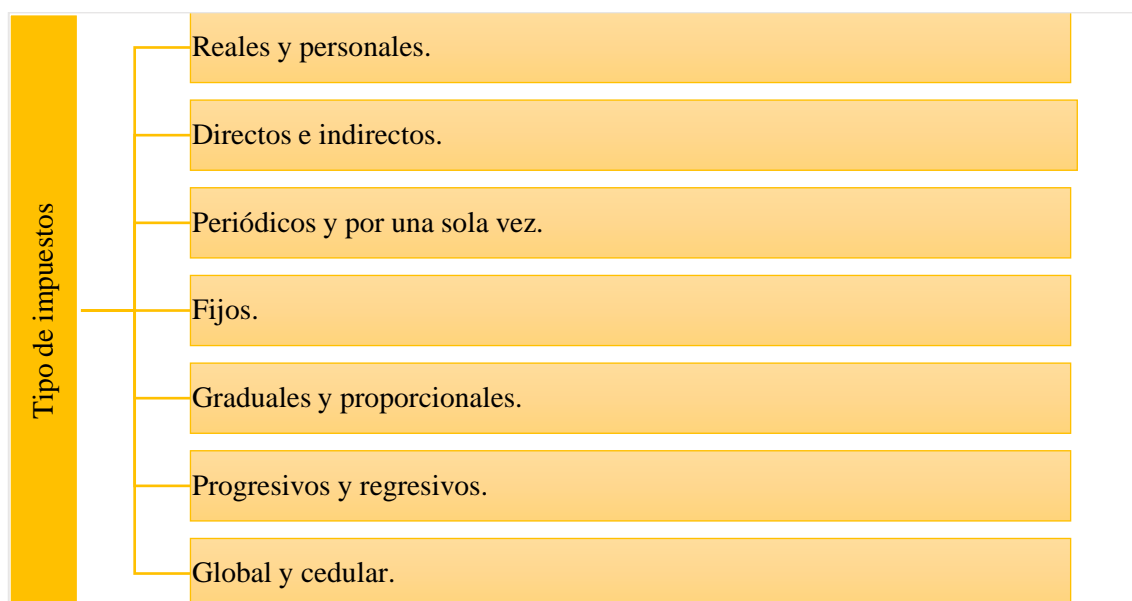 Tipo de impuestos
Reales y personales.
Directos e indirectos.
Periódicos y por una sola vez.
Fijos.
Graduales y proporcionales.
Progresivos y regresivos.
Global y cedular.